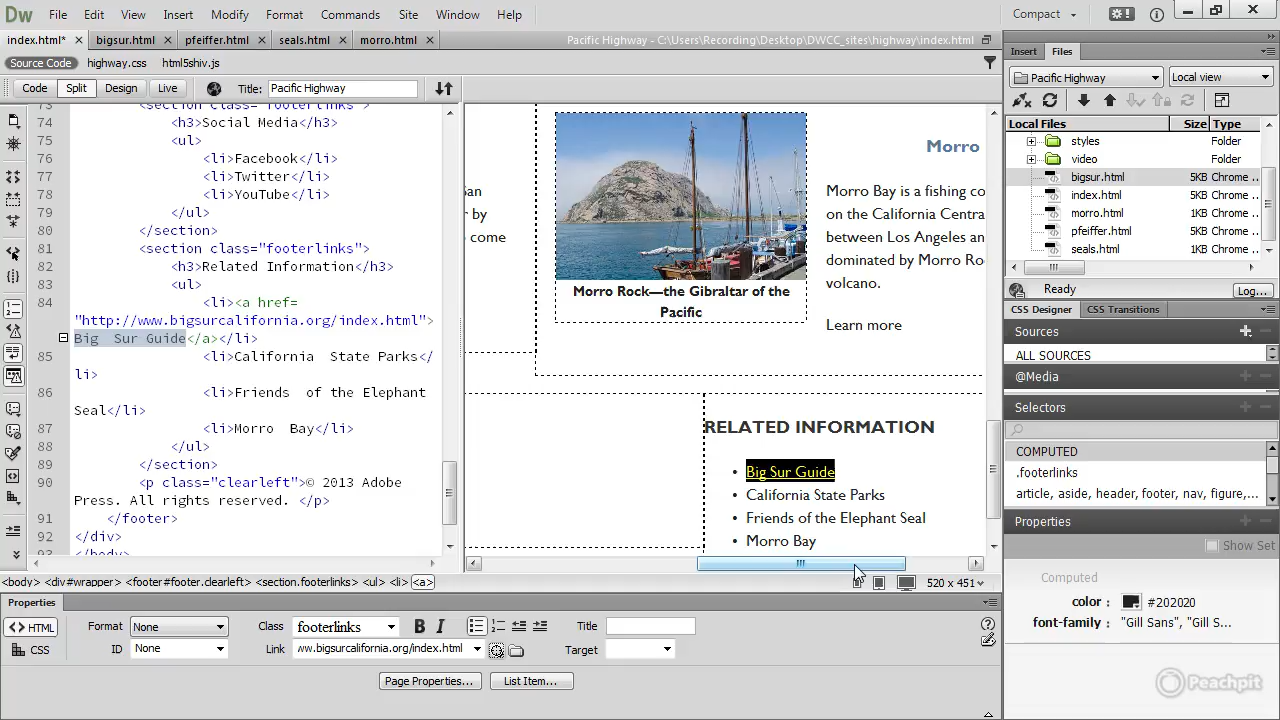 Dw File Edit View Insert Modify Format Commands Site Window Help Compact
index.html* bigsur.html pfeiffer.html seals.html morro.html Pacific Highway - C:\Users\Recording\Desktop\DWCC_sites\highway\index.html
Source Code highway.css html5shiv.js
Code Split Design Live Title: Pacific Highway
<section class="footerlinks">
74 <h3>Social Media</h3>
75 <ul>
76 <li>Facebook</li>
77 <li>Twitter</li>
78 <li>YouTube</li>
79 </ul>
80 </section>
81 <section class="footerlinks">
82 <h3>Related Information</h3>
83 <ul>
84 <li><a href=
"http://www.bigsurcalifornia.org/index.html">
Big Sur Guide</a></li>
85 <li>California State Parks</
li>
86 <li>Friends of the Elephant
Seal</li>
87 <li>Morro Bay</li>
88 </ul>
89 </section>
90 <p class="clearleft">© 2013 Adobe
Press. All rights reserved. </p>
91 </footer>
92 </div>
93 </body>
r by
come
Morro Rock—the Gibraltar of the
Pacific
Morro
Morro Bay is a fishing co
on the California Centra
between Los Angeles an
dominated by Morro Ro
volcano.
Learn more
RELATED INFORMATION
• Big Sur Guide
• California State Parks
• Friends of the Elephant Seal
• Morro Bay
<body> <div#wrapper> <footer#footer.clearleft> <section.footerlinks> <ul> <li> <a> 520 x 451
Properties
HTML Format None Class footerlinks B I Title
CSS ID None Link /w.bigsurcalifornia.org/index.html Target
Page Properties... List Item...
Insert Files
Pacific Highway Local view
Local Files Size Type
styles Folder
video Folder
bigsur.html 5KB Chrome ..
index.html 5KB Chrome ..
morro.html 1KB Chrome ..
pfeiffer.html 5KB Chrome ..
seals.html 1KB Chrome ..
Ready Log...
CSS Designer CSS Transitions
Sources
ALL SOURCES
@Media
Selectors
COMPUTED
.footerlinks
article, aside, header, footer, nav, figure,...
Properties
Show Set
Computed
color : #202020
font-family : "Gill Sans", "Gill S...
Peachpit